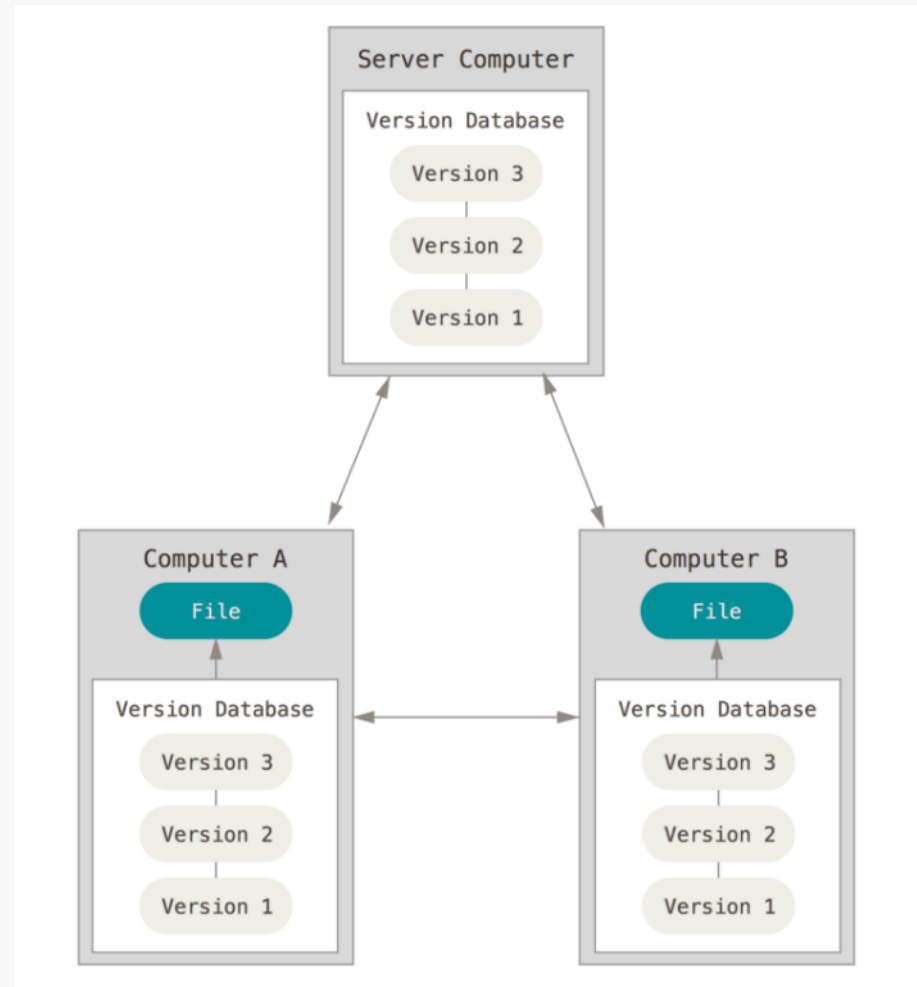 Server Computer
Version Database
Version 3
Version 2
Version 1
Computer A
File
Version Database
Version 3
Version 2
Version 1
Computer B
File
Version Database
Version 3
Version 2
Version 1